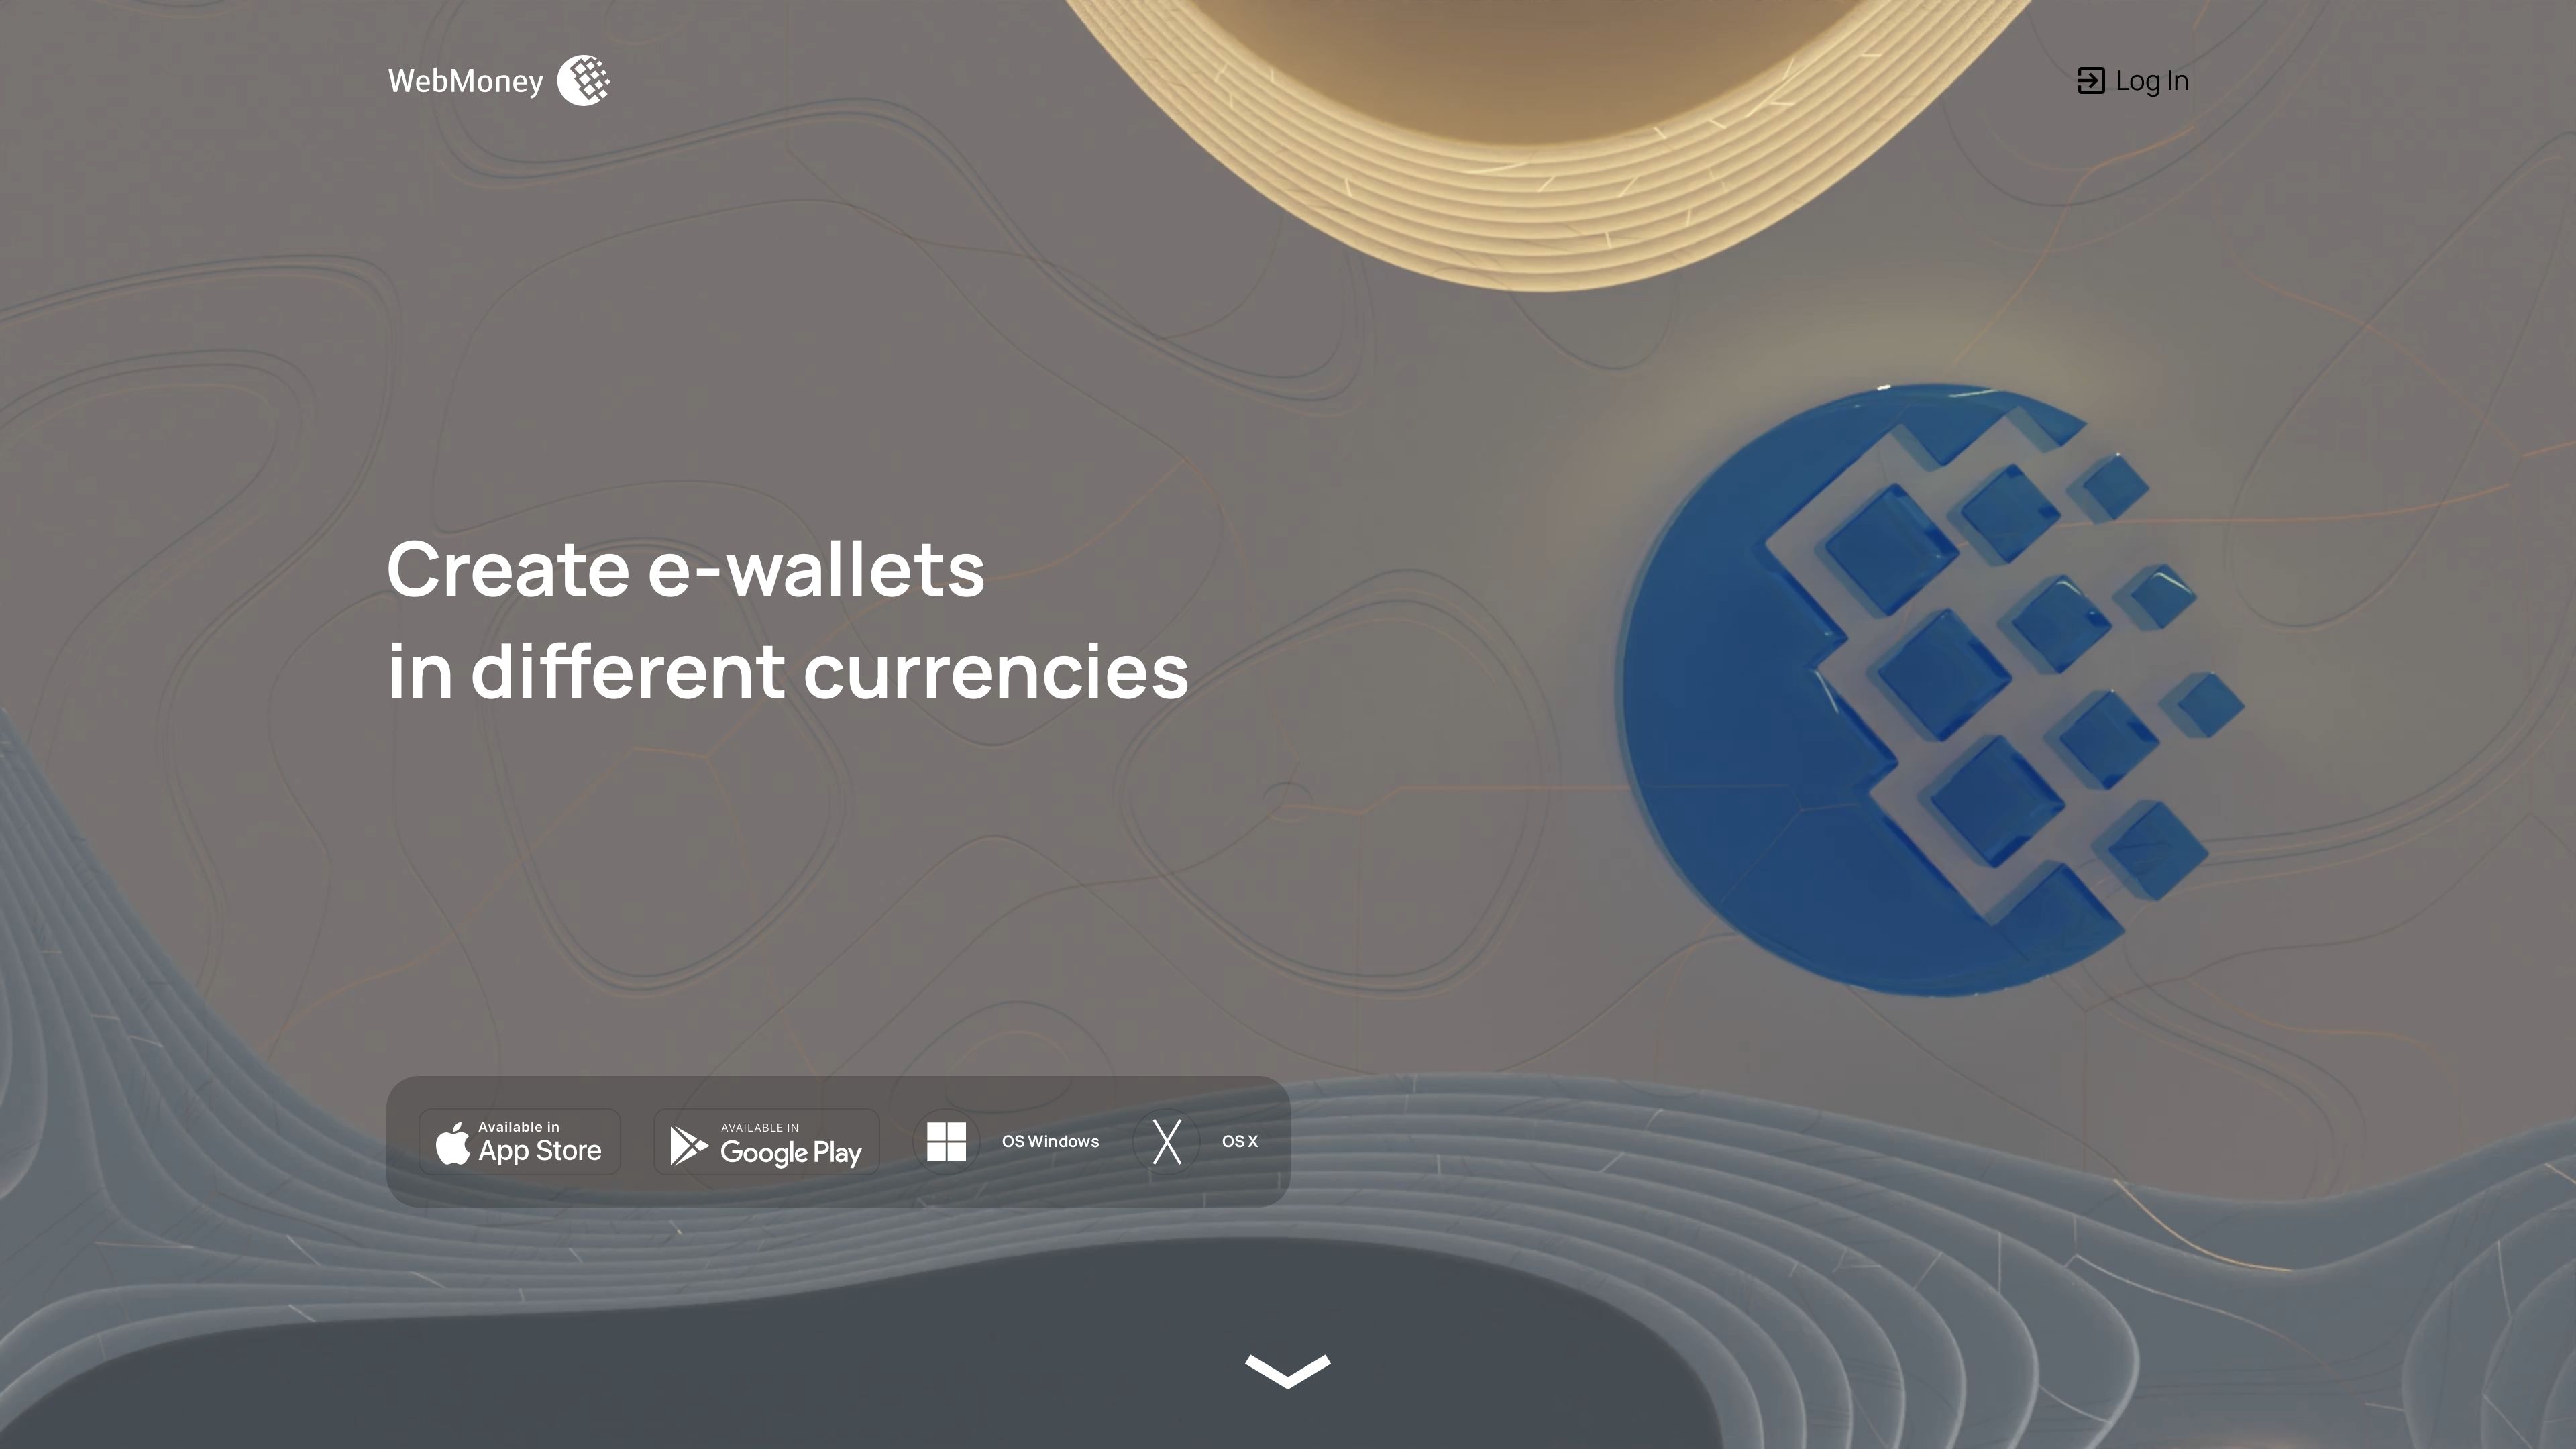 WebMoney
Log In
Create e-wallets
in different currencies
Available in
App Store
AVAILABLE IN
Google Play
OS Windows
OS X